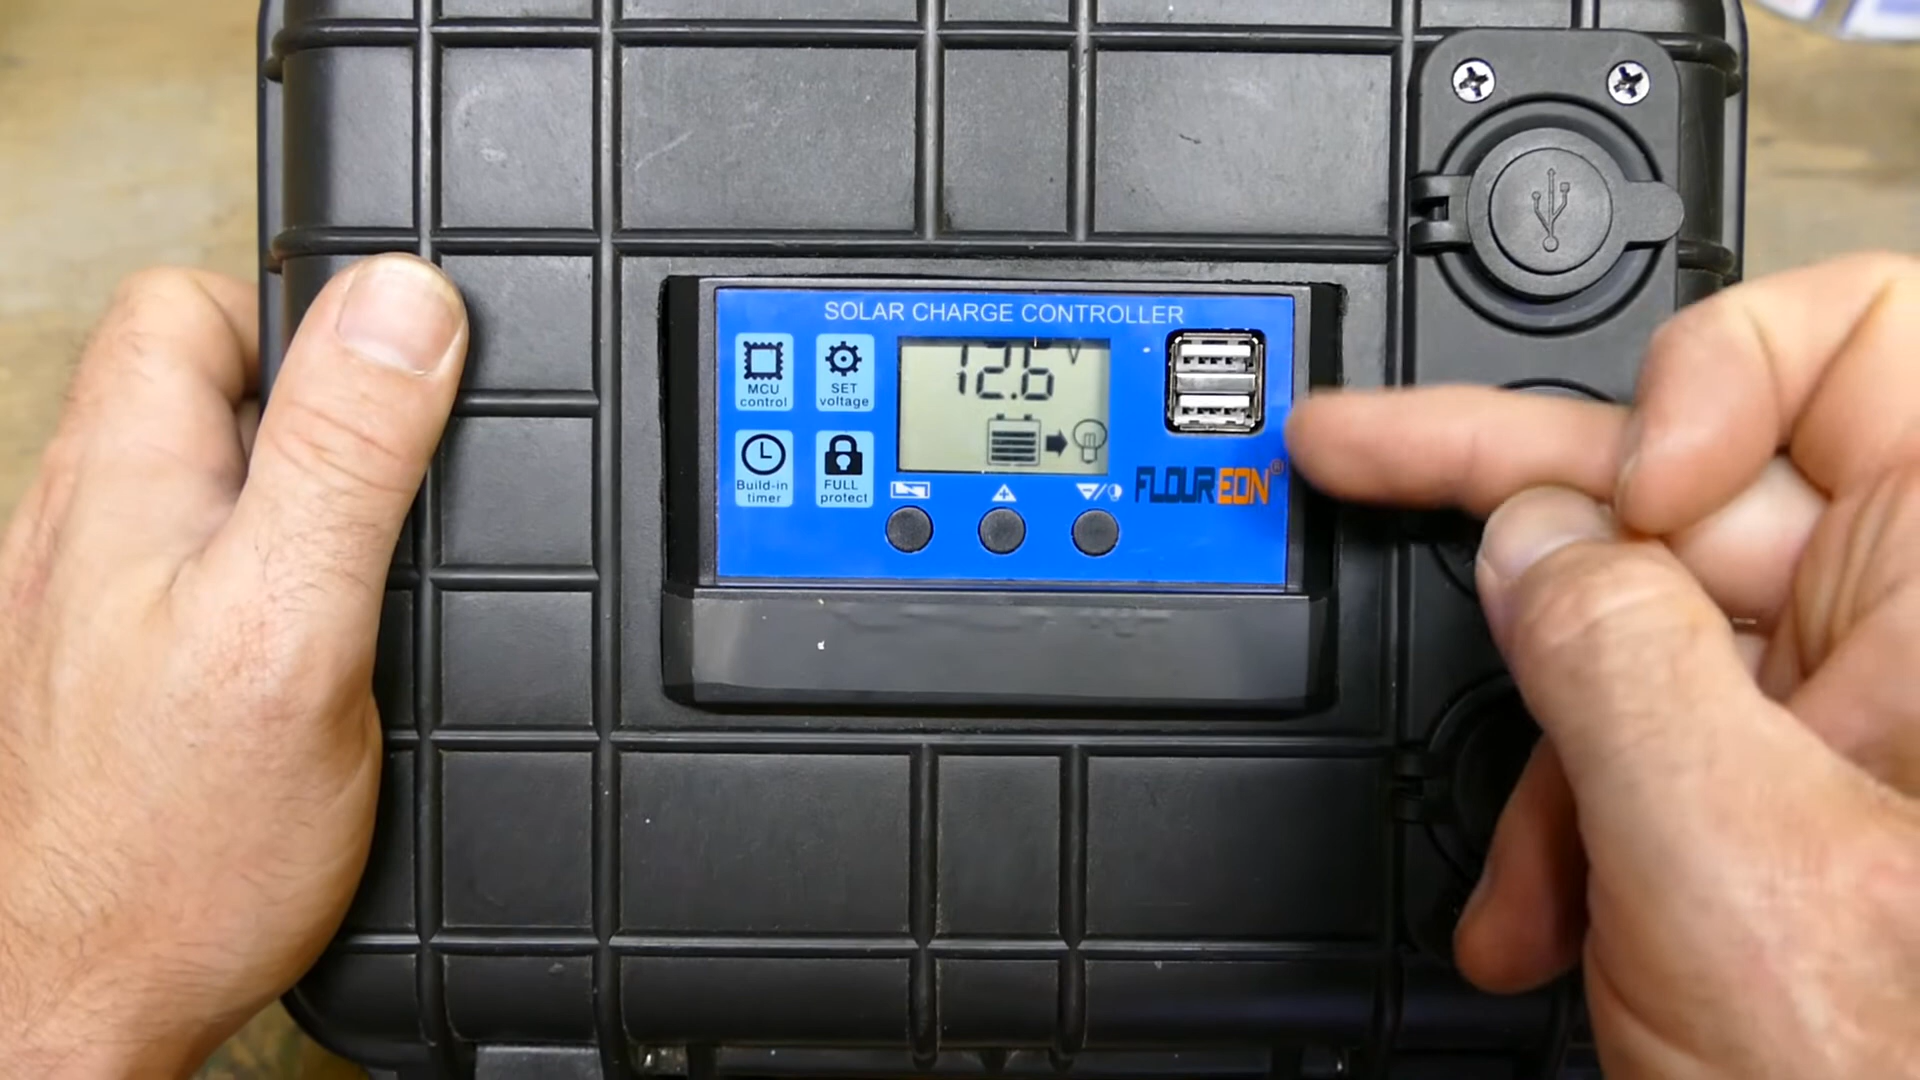 SOLAR CHARGE CONTROLLER
MCU
control
SET
voltage
12.6 V
Build-in
timer
FULL
protect
FLOUREON®